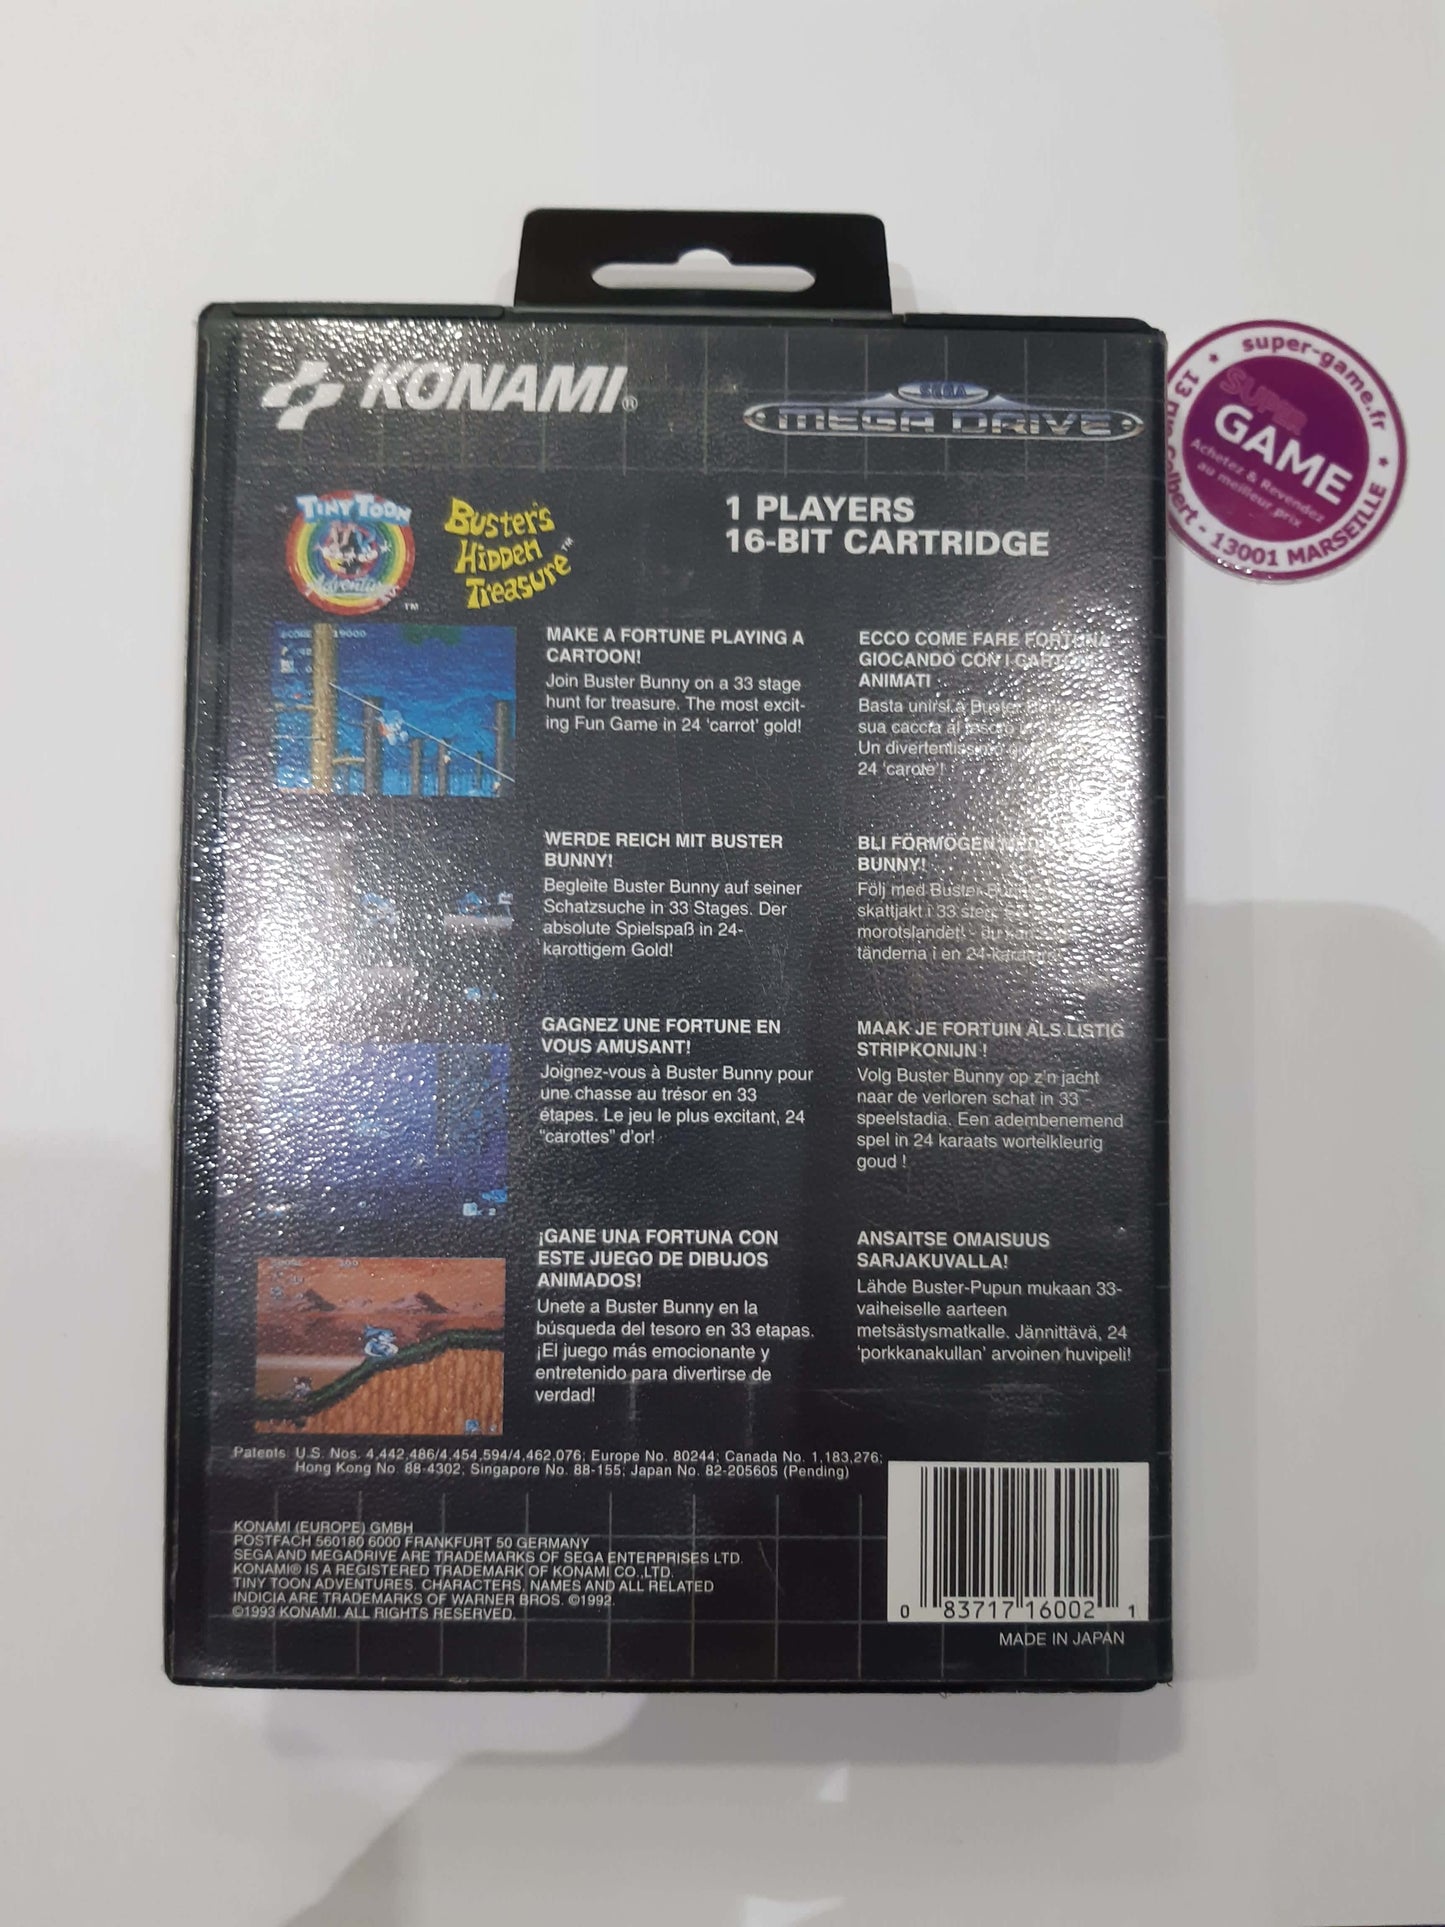 KONAMI®
SEGA
MEGA DRIVE
super-game.fr
SUPER
GAME
Achetez & Revendez
au meilleur prix
13001 MARSEILLE
TINY TOON
Adventures
TM
BUSTER'S
HIDDEN
TREASURE™
1 PLAYERS
16-BIT CARTRIDGE
MAKE A FORTUNE PLAYING A
CARTOON!
Join Buster Bunny on a 33 stage
hunt for treasure. The most excit-
ing Fun Game in 24 'carrot' gold!
ECCO COME FARE FORTUNA
GIOCANDO CON I
ANIMATI
Basta unirsi a Buster
sua caccia al
Un
24 'carote'!
WERDE REICH MIT BUSTER
BUNNY!
Begleite Buster Bunny auf seiner
Schatzsuche in 33 Stages. Der
absolute Spielspaß in 24-
karottigem Gold!
BLI FÖRMÖGEN
BUNNY!
Följ med Buster
skattjakt i 33
morotslandet! - du
tänderna i en
GAGNEZ UNE FORTUNE EN
VOUS AMUSANT!
Joignez-vous à Buster Bunny pour
une chasse au trésor en 33
étapes. Le jeu le plus excitant, 24
"carottes" d'or!
MAAK JE FORTUIN ALS LISTIG
STRIPKONIJN !
Volg Buster Bunny op z'n jacht
naar de verloren schat in 33
speelstadia. Een adembenemend
spel in 24 karaats wortelkleurig
goud !
¡GANE UNA FORTUNA CON
ESTE JUEGO DE DIBUJOS
ANIMADOS!
Unete a Buster Bunny en la
búsqueda del tesoro en 33 etapas.
¡El juego más emocionante y
entretenido para divertirse de
verdad!
ANSAITSE OMAISUUS
SARJAKUVALLA!
Lähde Buster-Pupun mukaan 33-
vaiheiselle aarteen
metsästysmatkalle. Jännittävä, 24
'porkkanakullan' arvoinen huvipeli!
Patents U.S. Nos. 4,442,486/4,454,594/4,462,076; Europe No. 80244; Canada No. 1,183,276;
Hong Kong No. 88-4302; Singapore No. 88-155; Japan No. 82-205605 (Pending)
KONAMI (EUROPE) GMBH
POSTFACH 560180 6000 FRANKFURT 50 GERMANY
SEGA AND MEGADRIVE ARE TRADEMARKS OF SEGA ENTERPRISES LTD.
KONAMI® IS A REGISTERED TRADEMARK OF KONAMI CO.,LTD.
TINY TOON ADVENTURES, CHARACTERS, NAMES AND ALL RELATED
INDICIA ARE TRADEMARKS OF WARNER BROS. ©1992.
©1993 KONAMI. ALL RIGHTS RESERVED.
0 83717 16002 1
MADE IN JAPAN